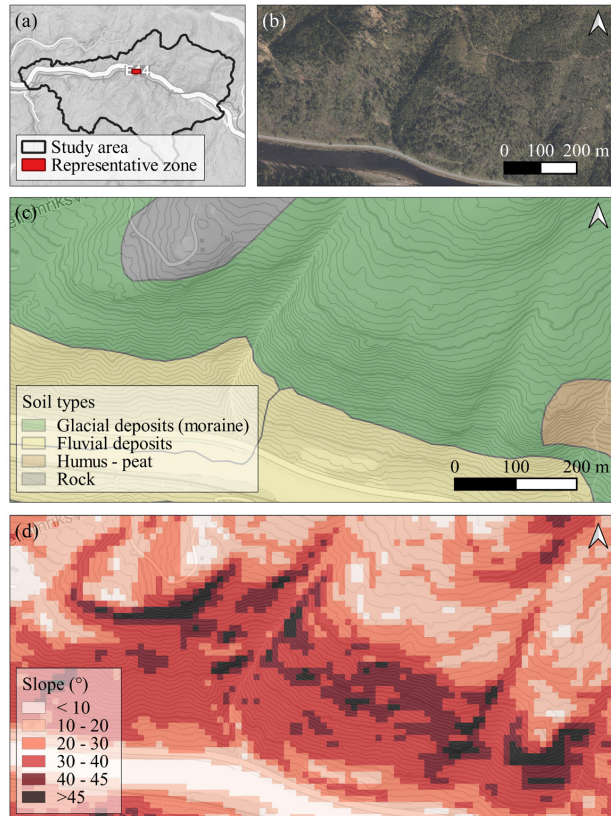 (a)
E14
Study area
Representative zone
(b)
0 100 200 m
(c)
Soil types
Glacial deposits (moraine)
Fluvial deposits
Humus - peat
Rock
0 100 200 m
(d)
Slope (°)
< 10
10 - 20
20 - 30
30 - 40
40 - 45
>45